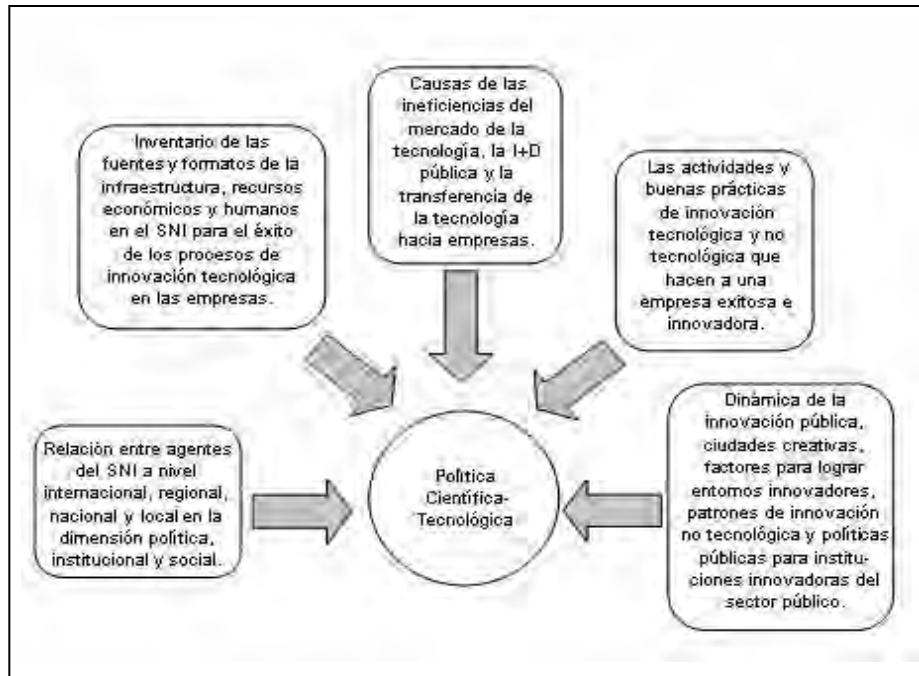 Causas de las
ineficiencias del
mercado de la
tecnología, la I+D
pública y la
transferencia de
la tecnología
hacia empresas.
Inventario de las
fuentes y formatos de la
infraestructura, recursos
económicos y humanos
en el SNI para el éxito
de los procesos de
innovación tecnológica
en las empresas.
Las actividades y
buenas prácticas
de innovación
tecnológica y no
tecnológica que
hacen a una
empresa exitosa e
innovadora.
Relación entre agentes
del SNI a nivel
internacional, regional,
nacional y local en la
dimensión política,
institucional y social.
Política
Científica-
Tecnológica
Dinámica de la
innovación pública,
ciudades creativas,
factores para lograr
entornos innovadores,
patrones de innovación
no tecnológica y políticas
públicas para institu-
ciones innovadoras del
sector público.